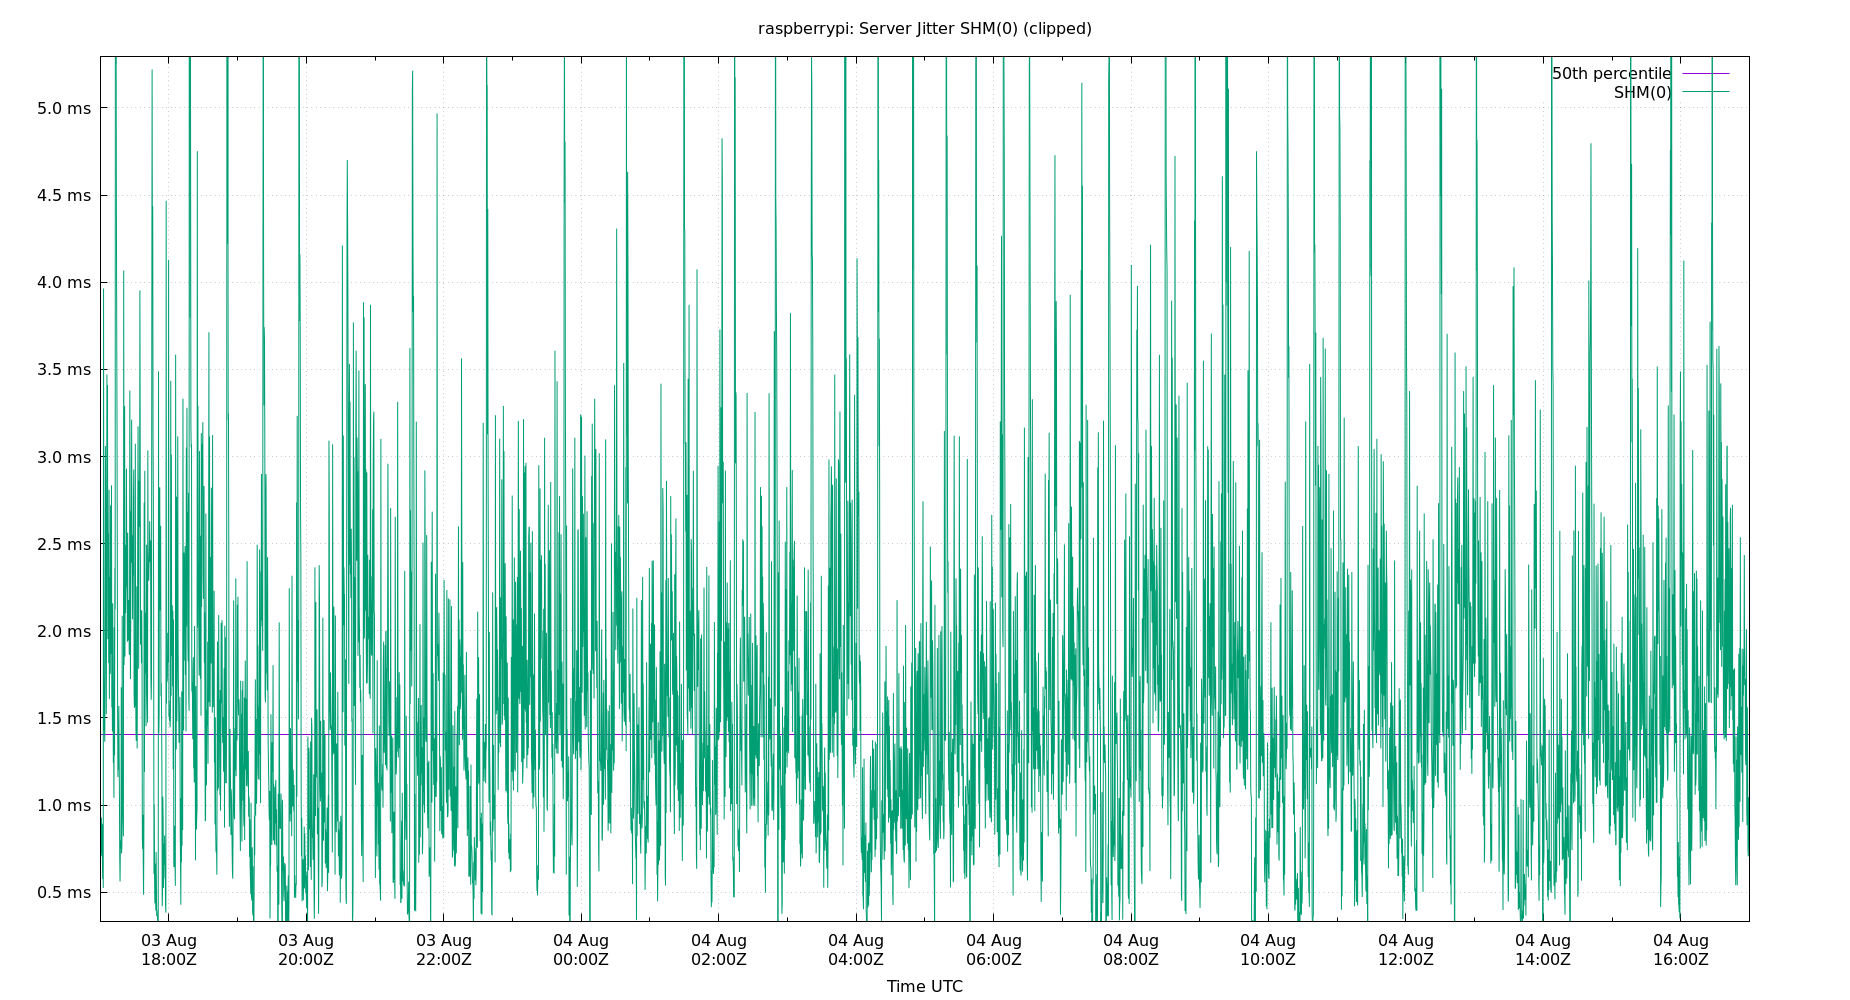 raspberrypi: Server Jitter SHM(0) (clipped)
50th percentile
SHM(0)
5.0 ms
4.5 ms
4.0 ms
3.5 ms
3.0 ms
2.5 ms
2.0 ms
1.5 ms
1.0 ms
0.5 ms
03 Aug 03 Aug 03 Aug 04 Aug 04 Aug 04 Aug 04 Aug 04 Aug 04 Aug 04 Aug 04 Aug 04 Aug
18:00Z 20:00Z 22:00Z 00:00Z 02:00Z 04:00Z 06:00Z 08:00Z 10:00Z 12:00Z 14:00Z 16:00Z
Time UTC